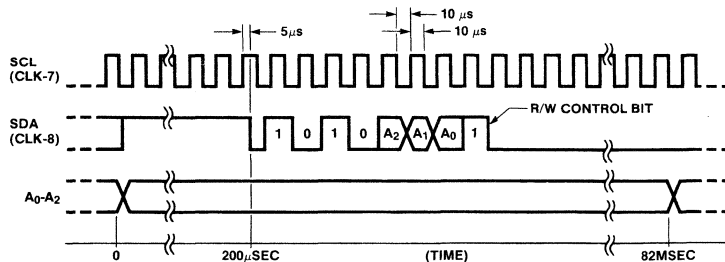 10 µs
5µs
10 µs
SCL
(CLK-7)
R/W CONTROL BIT
SDA
(CLK-8)
1 0 1 0 A2 A1 A0 1
A0-A2
0 200µSEC (TIME) 82MSEC